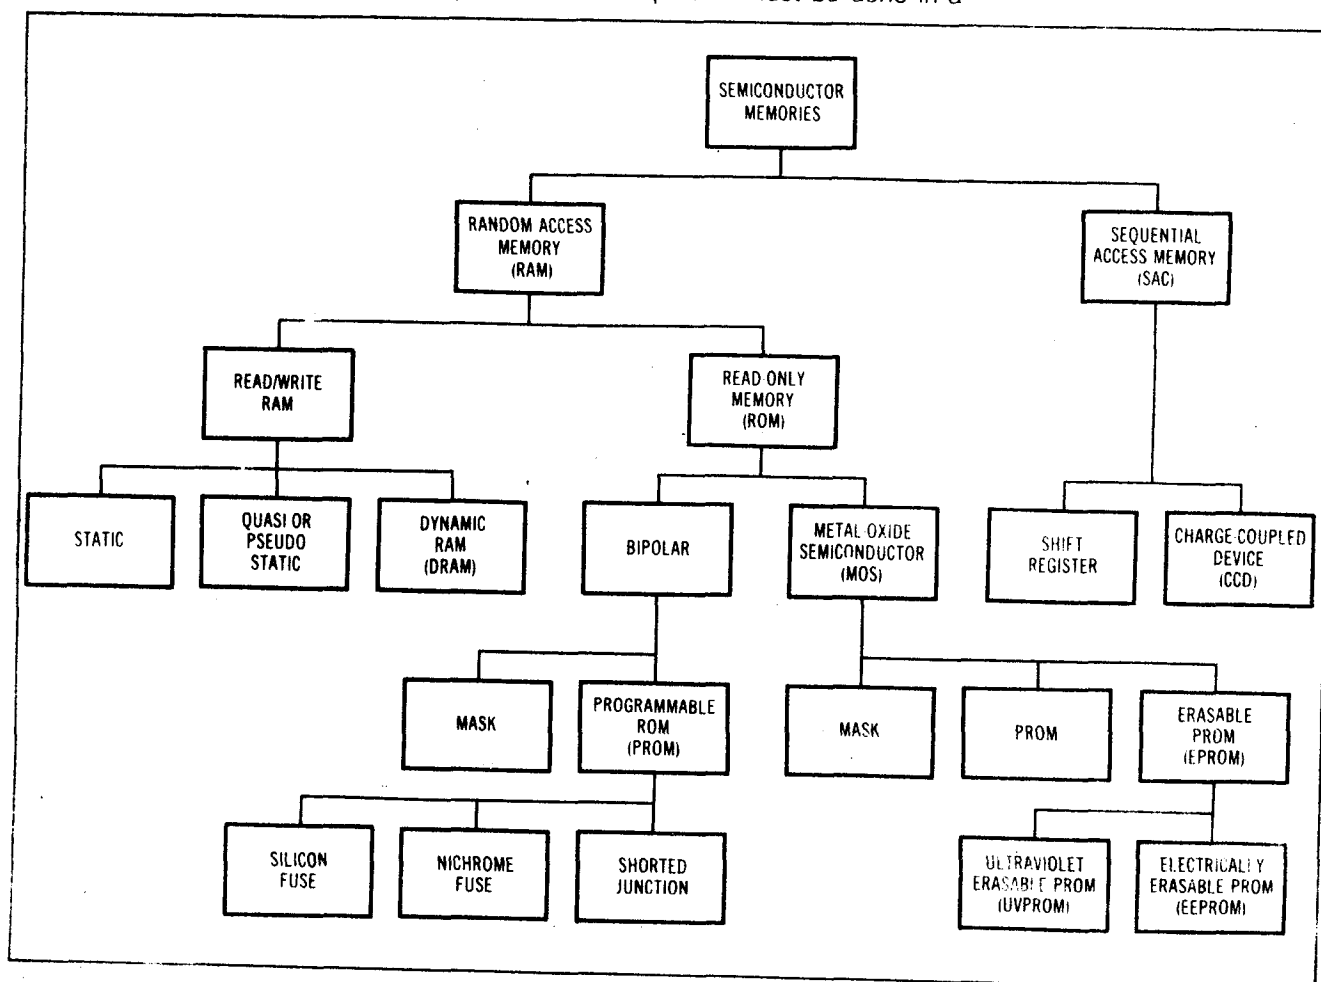 be done in a
SEMICONDUCTOR
MEMORIES
RANDOM ACCESS
MEMORY
(RAM)
SEQUENTIAL
ACCESS MEMORY
(SAC)
READ/WRITE
RAM
READ-ONLY
MEMORY
(ROM)
STATIC
QUASI OR
PSEUDO
STATIC
DYNAMIC
RAM
(DRAM)
BIPOLAR
METAL-OXIDE
SEMICONDUCTOR
(MOS)
SHIFT
REGISTER
CHARGE-COUPLED
DEVICE
(CCD)
MASK
PROGRAMMABLE
ROM
(PROM)
MASK
PROM
ERASABLE
PROM
(EPROM)
SILICON
FUSE
NICHROME
FUSE
SHORTED
JUNCTION
ULTRAVIOLET
ERASABLE PROM
(UVPROM)
ELECTRICALLY
ERASABLE PROM
(EEPROM)